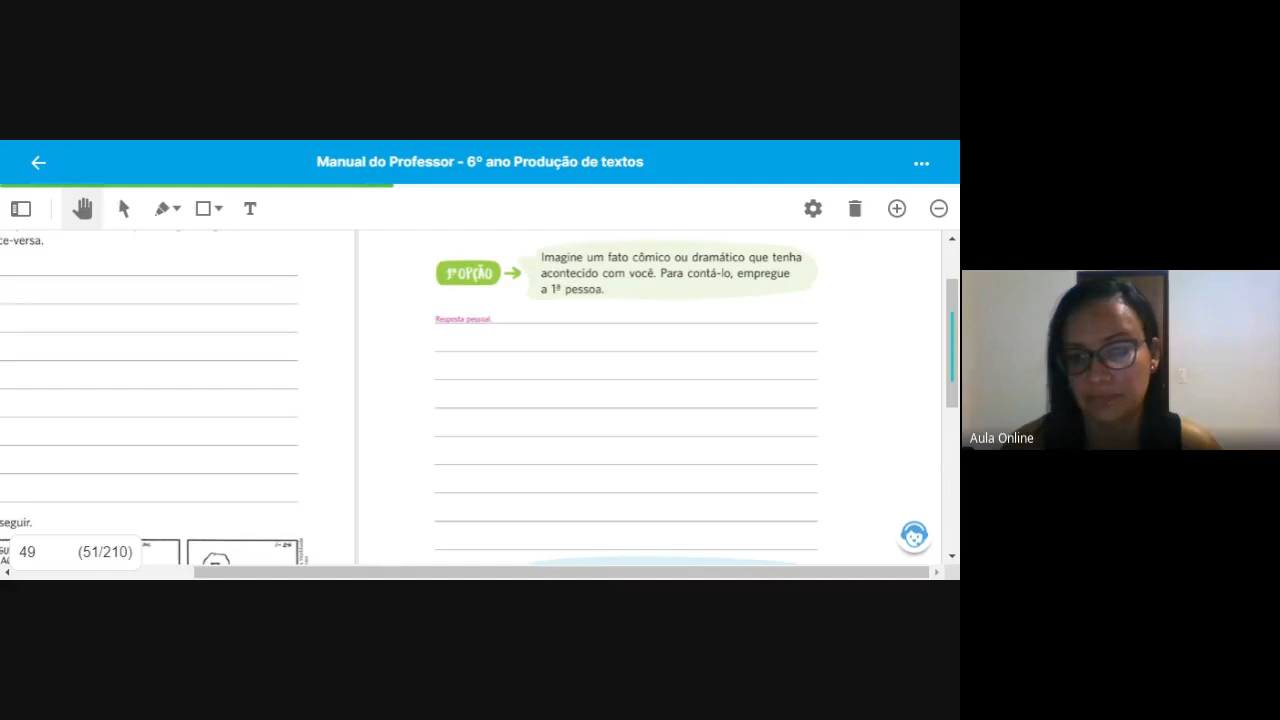 Manual do Professor - 6º ano Produção de textos
T
ce-versa.
1ª OPÇÃO
Imagine um fato cômico ou dramático que tenha
acontecido com você. Para contá-lo, empregue
a 1ª pessoa.
Resposta pessoal.
seguir.
49 (51/210)
Aula Online